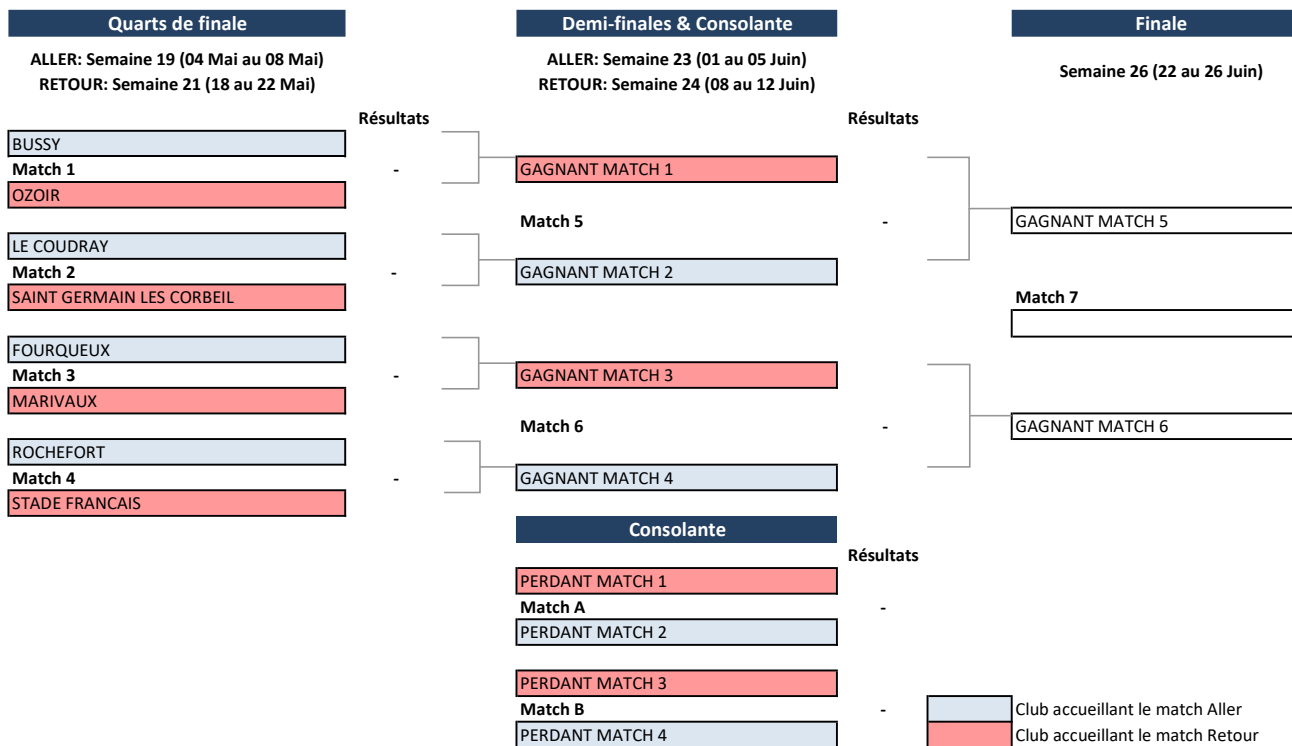 Quarts de finale
ALLER: Semaine 19 (04 Mai au 08 Mai)
RETOUR: Semaine 21 (18 au 22 Mai)
Résultats
BUSSY
Match 1 -
OZOIR
LE COUDRAY
Match 2 -
SAINT GERMAIN LES CORBEIL
FOURQUEUX
Match 3 -
MARIVAUX
ROCHEFORT
Match 4 -
STADE FRANCAIS
Demi-finales & Consolante
ALLER: Semaine 23 (01 au 05 Juin)
RETOUR: Semaine 24 (08 au 12 Juin)
Résultats
GAGNANT MATCH 1
Match 5 -
GAGNANT MATCH 2
GAGNANT MATCH 3
Match 6 -
GAGNANT MATCH 4
Consolante
Résultats
PERDANT MATCH 1
Match A -
PERDANT MATCH 2
PERDANT MATCH 3
Match B -
PERDANT MATCH 4
Finale
Semaine 26 (22 au 26 Juin)
GAGNANT MATCH 5
Match 7
GAGNANT MATCH 6
Club accueillant le match Aller
Club accueillant le match Retour